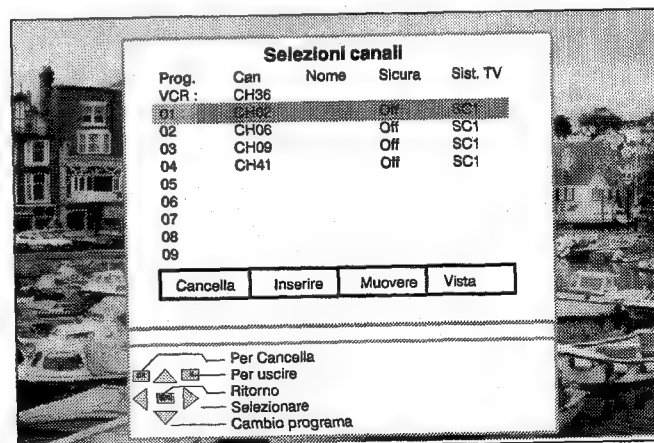 Selezioni canali
Prog. Can Nome Sicura Sist. TV
VCR : CH36
01 CH02 Off SC1
02 CH06 Off SC1
03 CH09 Off SC1
04 CH41 Off SC1
05
06
07
08
09
Cancella Inserire Muovere Vista
Per Cancella
Per uscire
Ritorno
Selezionare
Cambio programa